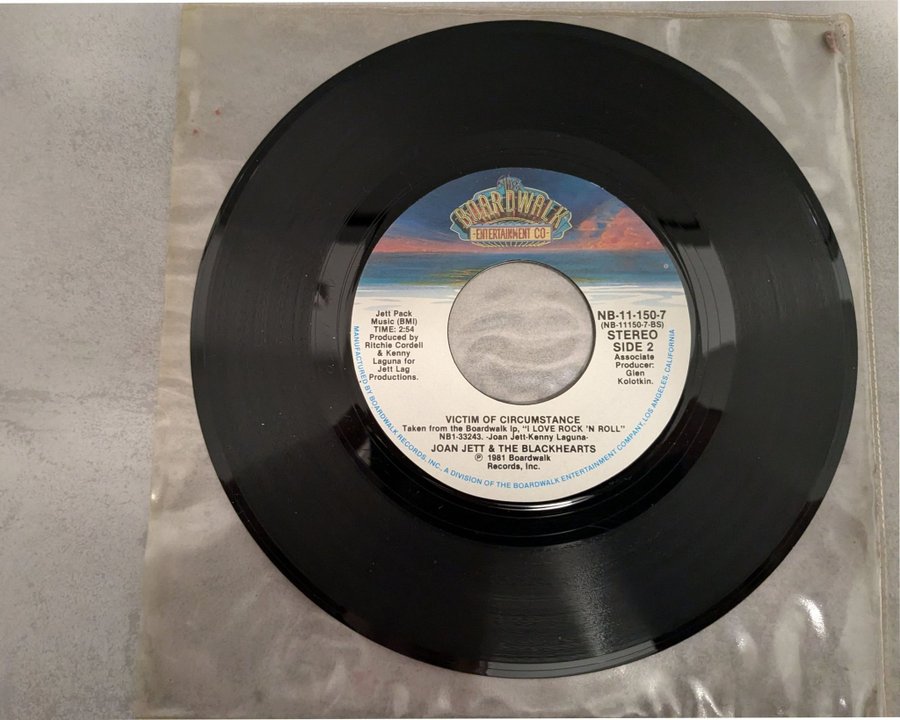 THE
BOARDWALK
ENTERTAINMENT CO
Jett Pack
Music (BMI)
TIME: 2:54
Produced by
Ritchie Cordell
& Kenny
Laguna for
Jett Lag
Productions.
NB-11-150-7
(NB-11150-7-BS)
STEREO
SIDE 2
Associate
Producer:
Glen
Kolotkin.
VICTIM OF CIRCUMSTANCE
Taken from the Boardwalk lp, "I LOVE ROCK 'N ROLL"
NB1-33243. -Joan Jett-Kenny Laguna-
JOAN JETT & THE BLACKHEARTS
℗ 1981 Boardwalk
Records, Inc.
MANUFACTURED BY BOARDWALK RECORDS, INC. A DIVISION OF THE BOARDWALK ENTERTAINMENT COMPANY, LOS ANGELES, CALIFORNIA